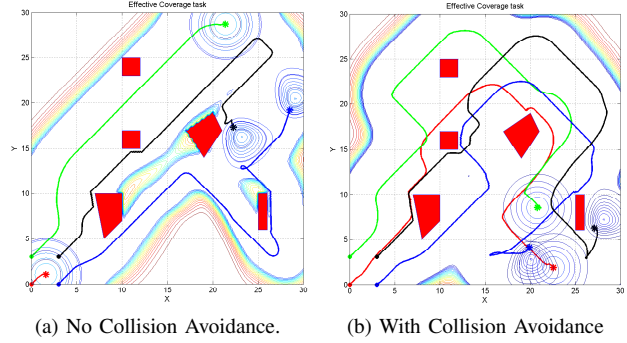 Effective Coverage task
30
25
20
15
10
5
0
Y
0 5 10 15 20 25 30
X
(a) No Collision Avoidance.
Effective Coverage task
30
25
20
15
10
5
0
Y
0 5 10 15 20 25 30
X
(b) With Collision Avoidance